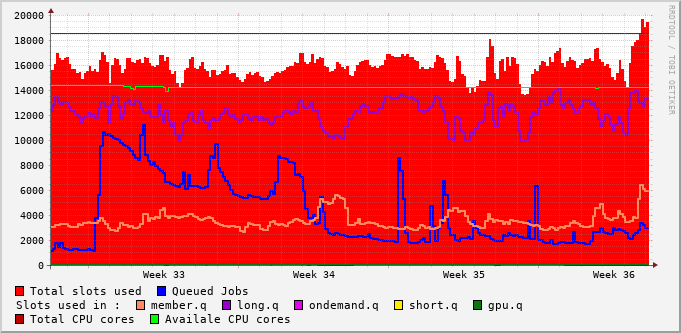 20000
18000
16000
14000
12000
10000
8000
6000
4000
2000
0
Week 33 Week 34 Week 35 Week 36
RRDTOOL / TOBI OETIKER
Total slots used Queued Jobs
Slots used in : member.q long.q ondemand.q short.q gpu.q
Total CPU cores Availale CPU cores